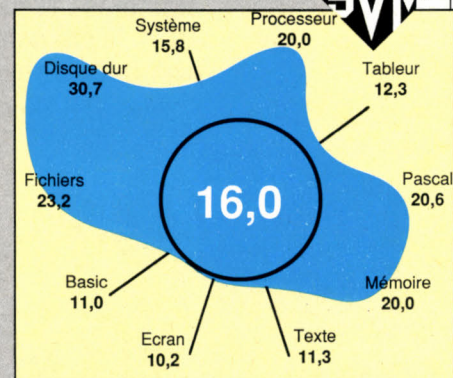 SVM
Système
15,8
Processeur
20,0
Disque dur
30,7
Tableur
12,3
Fichiers
23,2
16,0
Pascal
20,6
Basic
11,0
Mémoire
20,0
Ecran
10,2
Texte
11,3